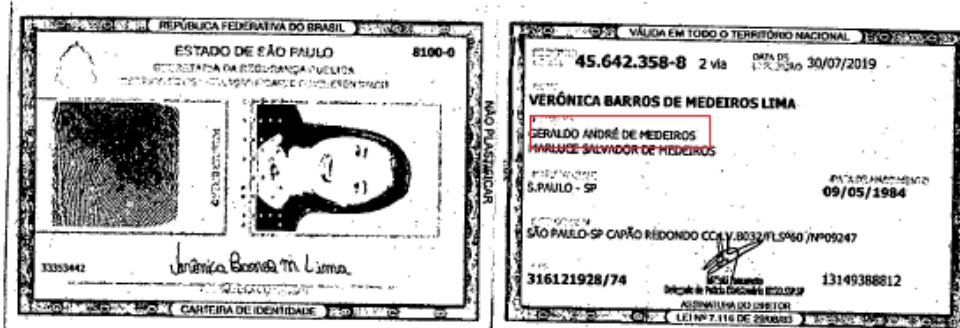 REPÚBLICA FEDERATIVA DO BRASIL
ESTADO DE SÃO PAULO 8100-0
SECRETARIA DA SEGURANÇA PÚBLICA
NÃO PLASTIFICAR
33353442
Verônica Barros M Lima
CARTEIRA DE IDENTIDADE
VÁLIDA EM TODO O TERRITÓRIO NACIONAL
45.642.358-8 2 via 30/07/2019
VERÔNICA BARROS DE MEDEIROS LIMA
GERALDO ANDRÉ DE MEDEIROS
MARLUCE SALVADOR DE MEDEIROS
S.PAULO - SP
DATA DE NASCIMENTO
09/05/1984
SÃO PAULO-SP CAPÃO REDONDO CC:LV.B032/FLSº60 /Nº09247
316121928/74 13149388812
ASSINATURA DO DIRETOR
LEI Nº 7.116 DE 29/08/83